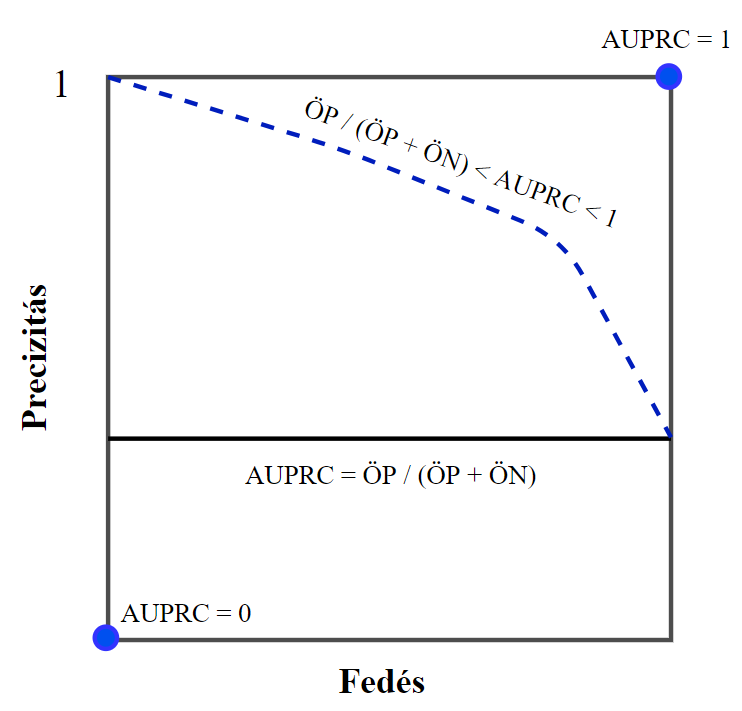 AUPRC = 1
1
ÖP / (ÖP + ÖN) < AUPRC < 1
Precizitás
AUPRC = ÖP / (ÖP + ÖN)
AUPRC = 0
Fedés